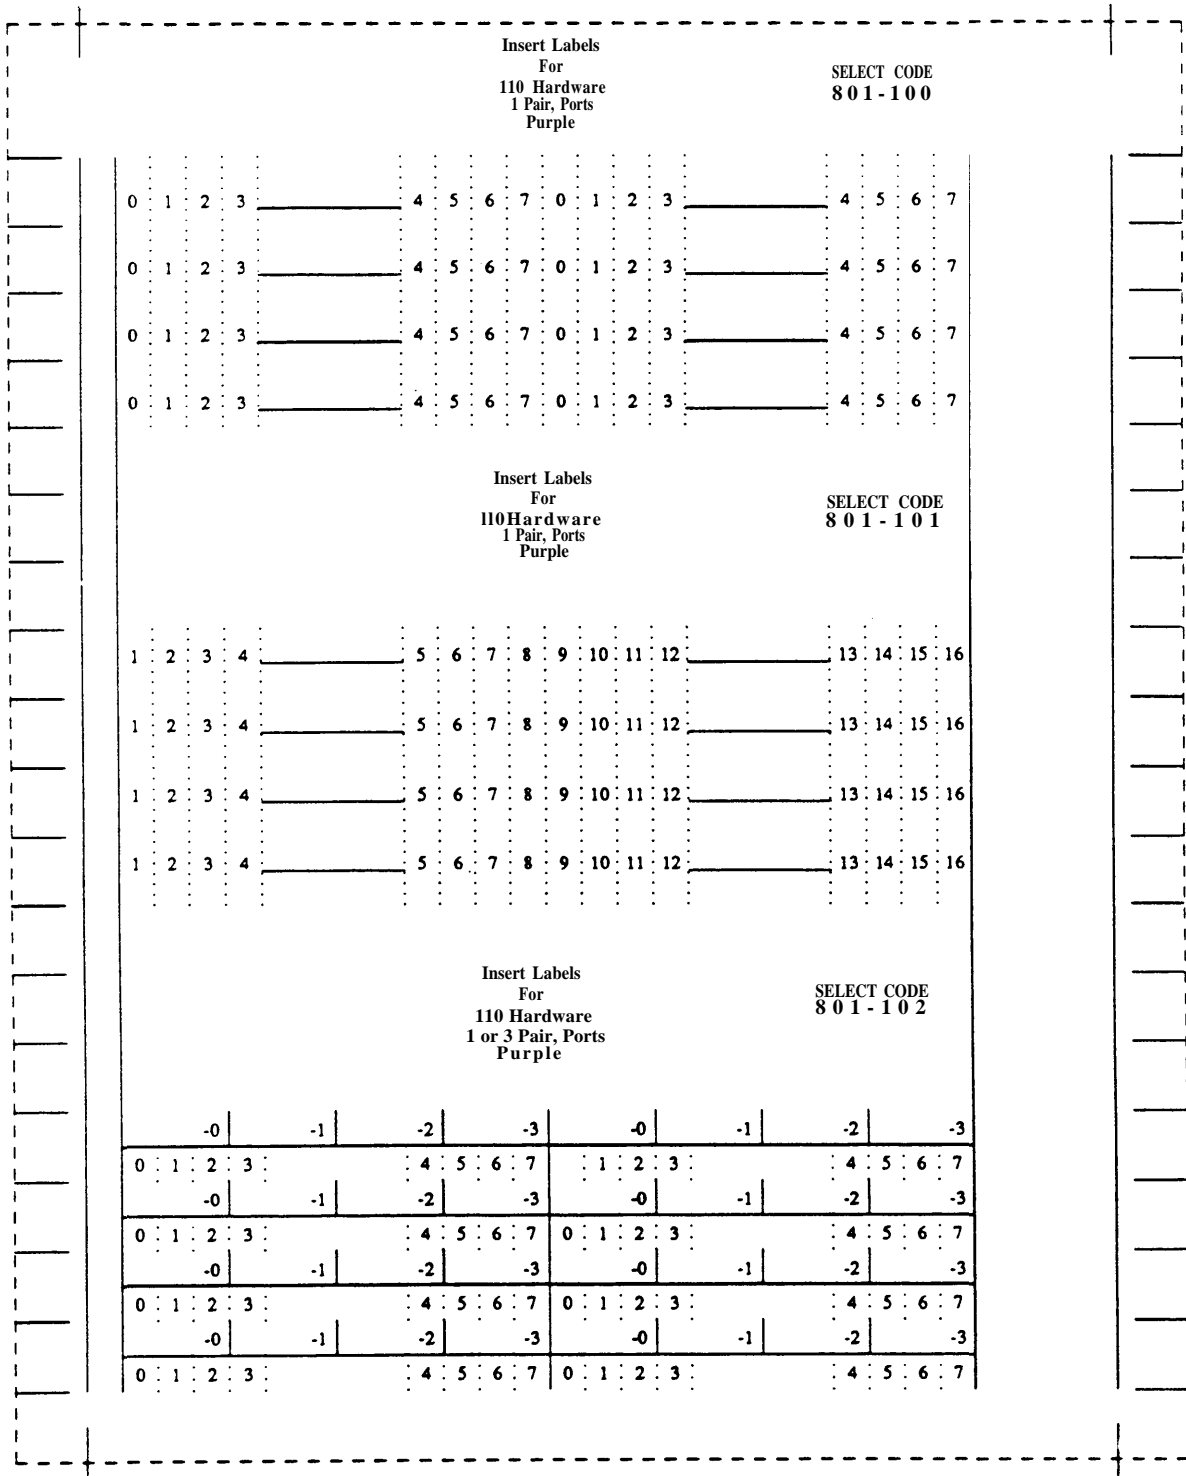 Insert Labels
For
110 Hardware
1 Pair, Ports
Purple
SELECT CODE
801-100
0 1 2 3 4 5 6 7 0 1 2 3 4 5 6 7
0 1 2 3 4 5 6 7 0 1 2 3 4 5 6 7
0 1 2 3 4 5 6 7 0 1 2 3 4 5 6 7
0 1 2 3 4 5 6 7 0 1 2 3 4 5 6 7
Insert Labels
For
ll0Hardware
1 Pair, Ports
Purple
SELECT CODE
801-101
1 2 3 4 5 6 7 8 9 10 11 12 13 14 15 16
1 2 3 4 5 6 7 8 9 10 11 12 13 14 15 16
1 2 3 4 5 6 7 8 9 10 11 12 13 14 15 16
1 2 3 4 5 6 7 8 9 10 11 12 13 14 15 16
Insert Labels
For
110 Hardware
1 or 3 Pair, Ports
Purple
SELECT CODE
801-102
-0 -1 -2 -3 -0 -1 -2 -3
0 1 2 3 4 5 6 7 1 2 3 4 5 6 7
-0 -1 -2 -3 -0 -1 -2 -3
0 1 2 3 4 5 6 7 0 1 2 3 4 5 6 7
-0 -1 -2 -3 -0 -1 -2 -3
0 1 2 3 4 5 6 7 0 1 2 3 4 5 6 7
-0 -1 -2 -3 -0 -1 -2 -3
0 1 2 3 4 5 6 7 0 1 2 3 4 5 6 7